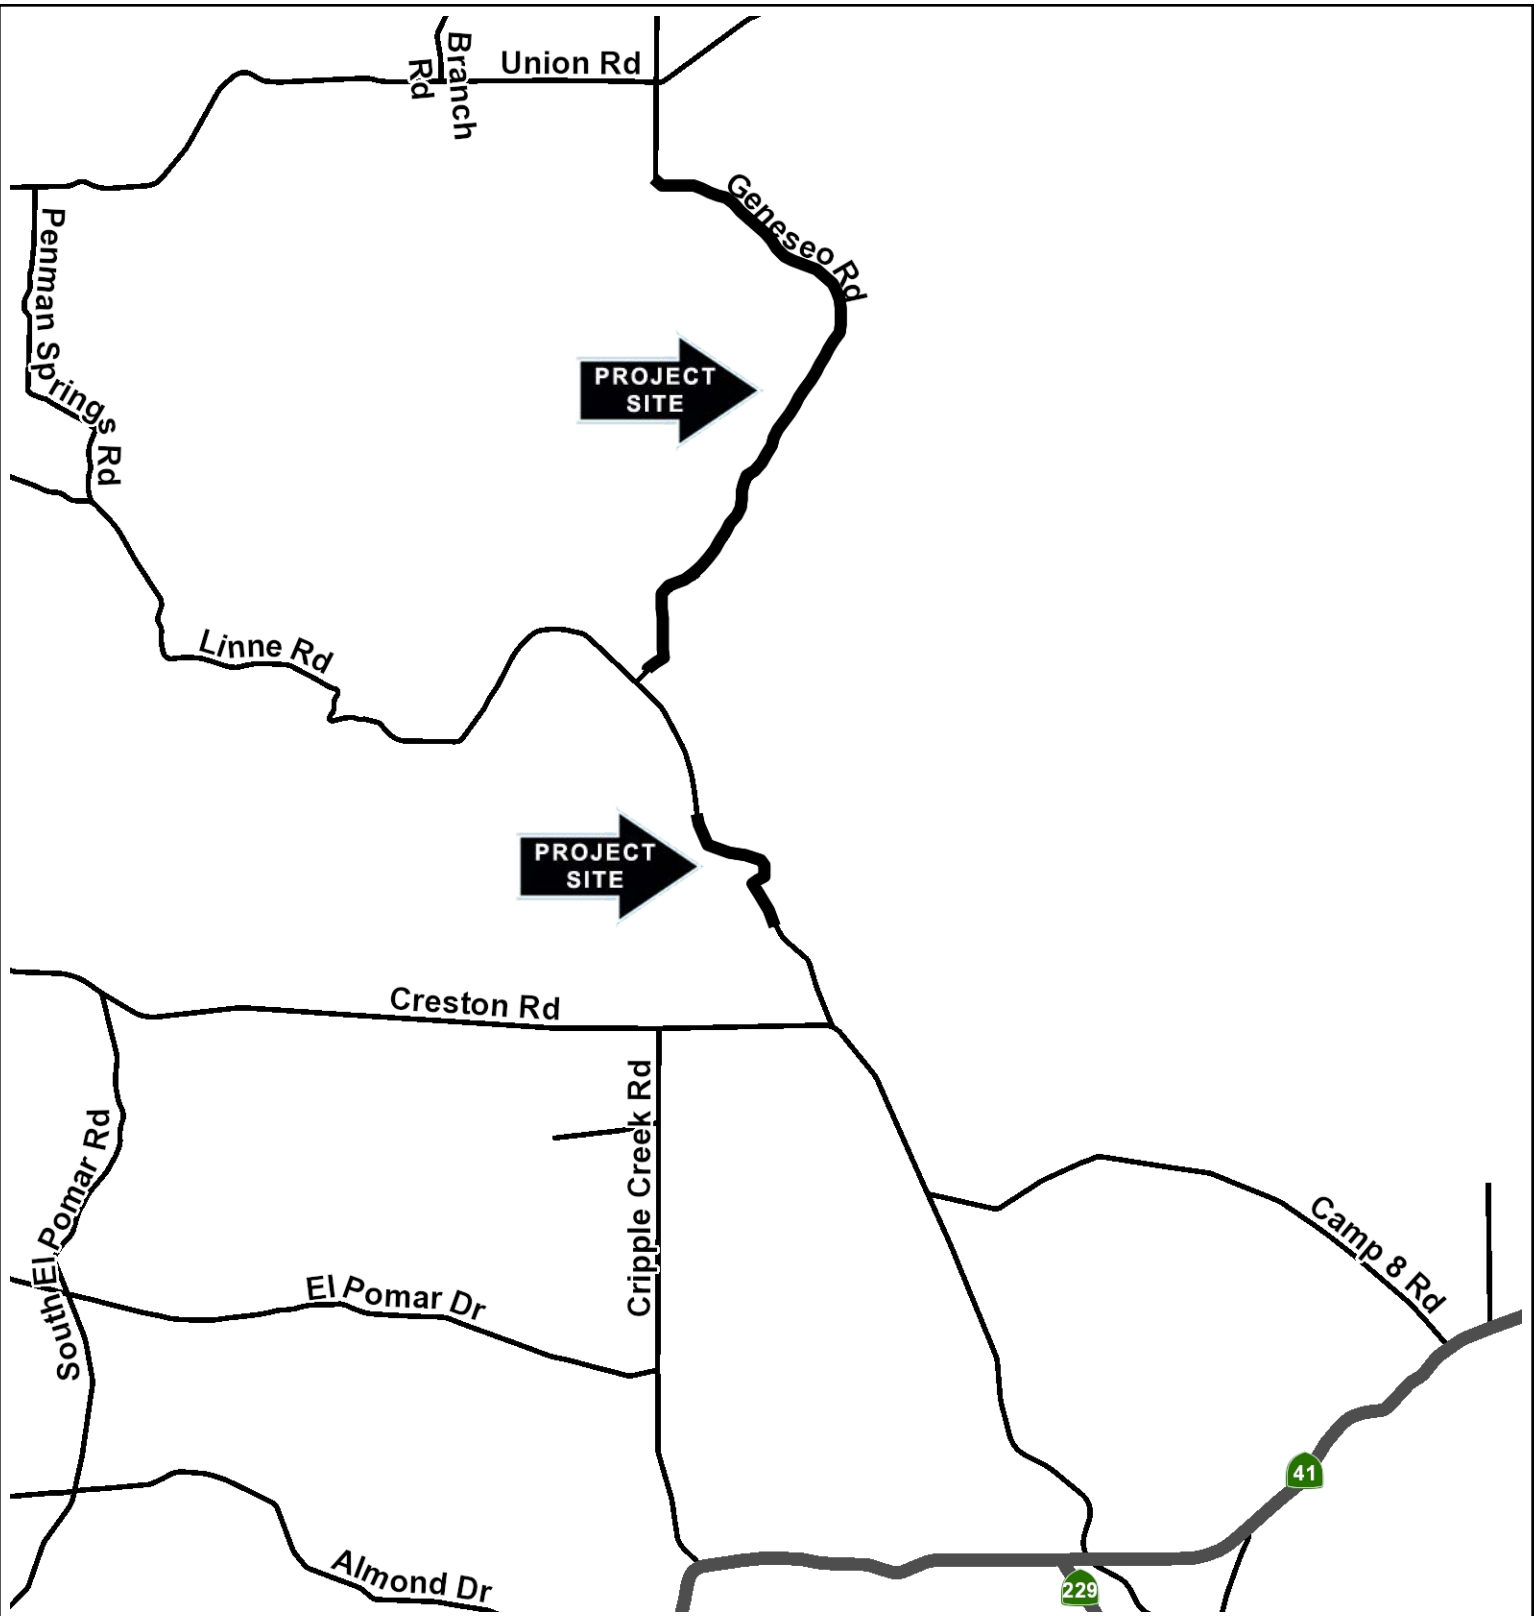 Branch
Rd
Union Rd
Geneseo Rd
Penman Springs Rd
PROJECT
SITE
Linne Rd
PROJECT
SITE
Creston Rd
Cripple Creek Rd
South El Pomar Rd
El Pomar Dr
Camp 8 Rd
41
Almond Dr
229